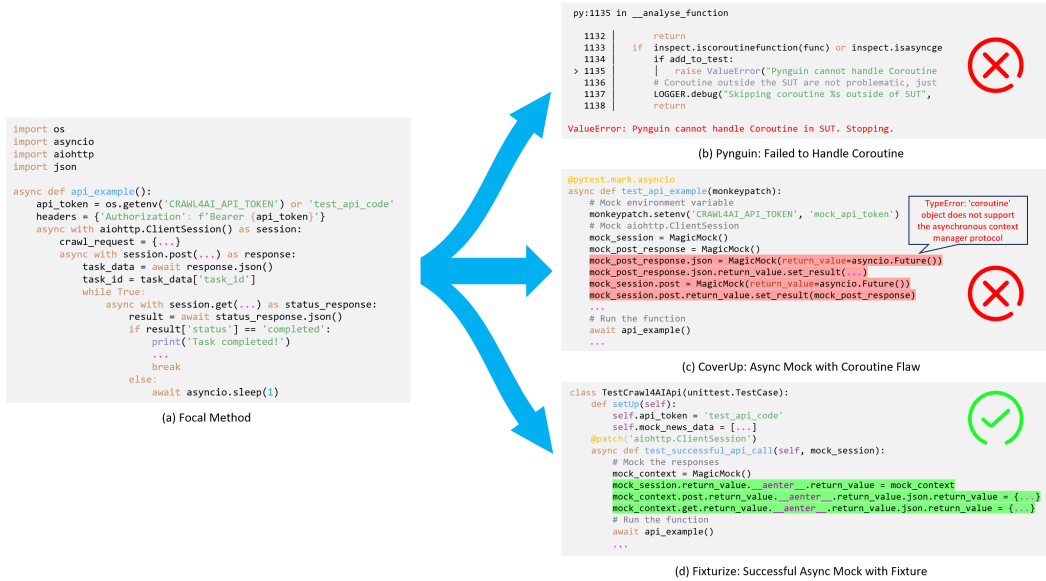 import os
import asyncio
import aiohttp
import json
async def api_example():
api_token = os.getenv('CRAWL4AI_API_TOKEN') or 'test_api_code'
headers = {'Authorization': f'Bearer {api_token}'}
async with aiohttp.ClientSession() as session:
crawl_request = {...}
async with session.post(...) as response:
task_data = await response.json()
task_id = task_data['task_id']
while True:
async with session.get(...) as status_response:
result = await status_response.json()
if result['status'] == 'completed':
print('Task completed!')
...
break
else:
await asyncio.sleep(1)
(a) Focal Method
py:1135 in __analyse_function
1132 │ return
1133 │ if inspect.iscoroutinefunction(func) or inspect.isasyncge
1134 │ if add_to_test:
> 1135 │ │ raise ValueError("Pynguin cannot handle Coroutine
1136 │ # Coroutine outside the SUT are not problematic, just
1137 │ LOGGER.debug("Skipping coroutine %s outside of SUT",
1138 │ return
ValueError: Pynguin cannot handle Coroutine in SUT. Stopping.
(b) Pynguin: Failed to Handle Coroutine
@pytest.mark.asyncio
async def test_api_example(monkeypatch):
# Mock environment variable
monkeypatch.setenv('CRAWL4AI_API_TOKEN', 'mock_api_token')
# Mock aiohttp.ClientSession
mock_session = MagicMock()
mock_post_response = MagicMock()
mock_post_response.json = MagicMock(return_value=asyncio.Future())
mock_post_response.json.return_value.set_result(...)
mock_session.post = MagicMock(return_value=asyncio.Future())
mock_session.post.return_value.set_result(mock_post_response)
...
# Run the function
await api_example()
...
TypeError: 'coroutine'
object does not support
the asynchronous context
manager protocol
(c) CoverUp: Async Mock with Coroutine Flaw
class TestCrawl4AIApi(unittest.TestCase):
def setUp(self):
self.api_token = 'test_api_code'
self.mock_news_data = [...]
@patch('aiohttp.ClientSession')
async def test_successful_api_call(self, mock_session):
# Mock the responses
mock_context = MagicMock()
mock_session.return_value.__aenter__.return_value = mock_context
mock_context.post.return_value.__aenter__.return_value.json.return_value = {...}
mock_context.get.return_value.__aenter__.return_value.json.return_value = {...}
# Run the function
await api_example()
...
(d) Fixturize: Successful Async Mock with Fixture